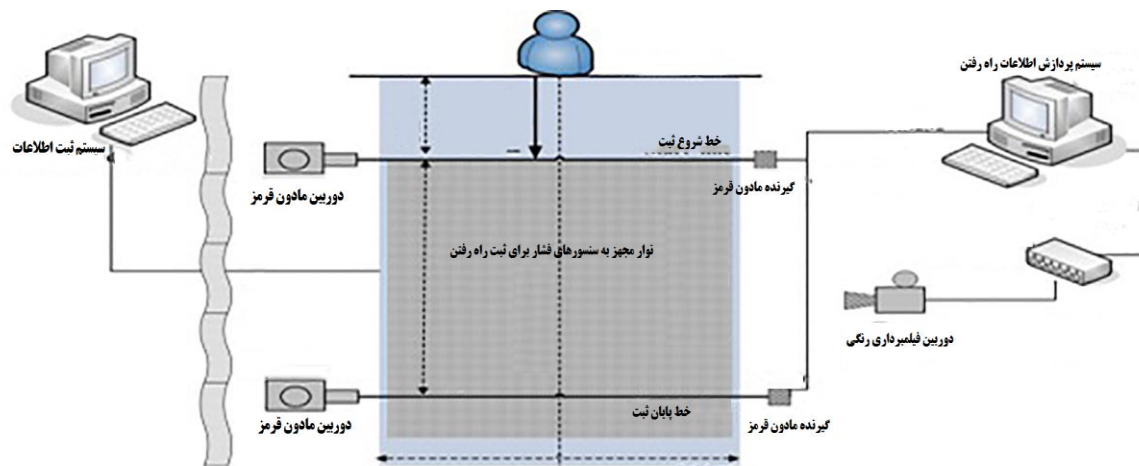 سیستم پردازش اطلاعات راه رفتن
سیستم ثبت اطلاعات
خط شروع ثبت
گیرنده مادون قرمز
دوربین مادون قرمز
نوار مجهز به سنسورهای فشار برای ثبت راه رفتن
دوربین فیلمبرداری رنگی
خط پایان ثبت
گیرنده مادون قرمز
دوربین مادون قرمز